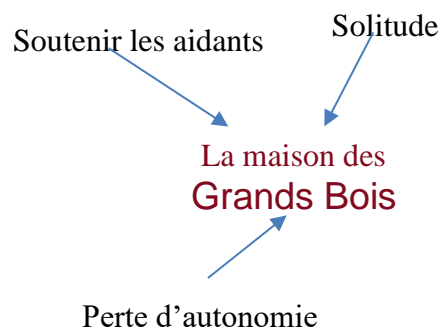 Soutenir les aidants
Solitude
La maison des
Grands Bois
Perte d’autonomie